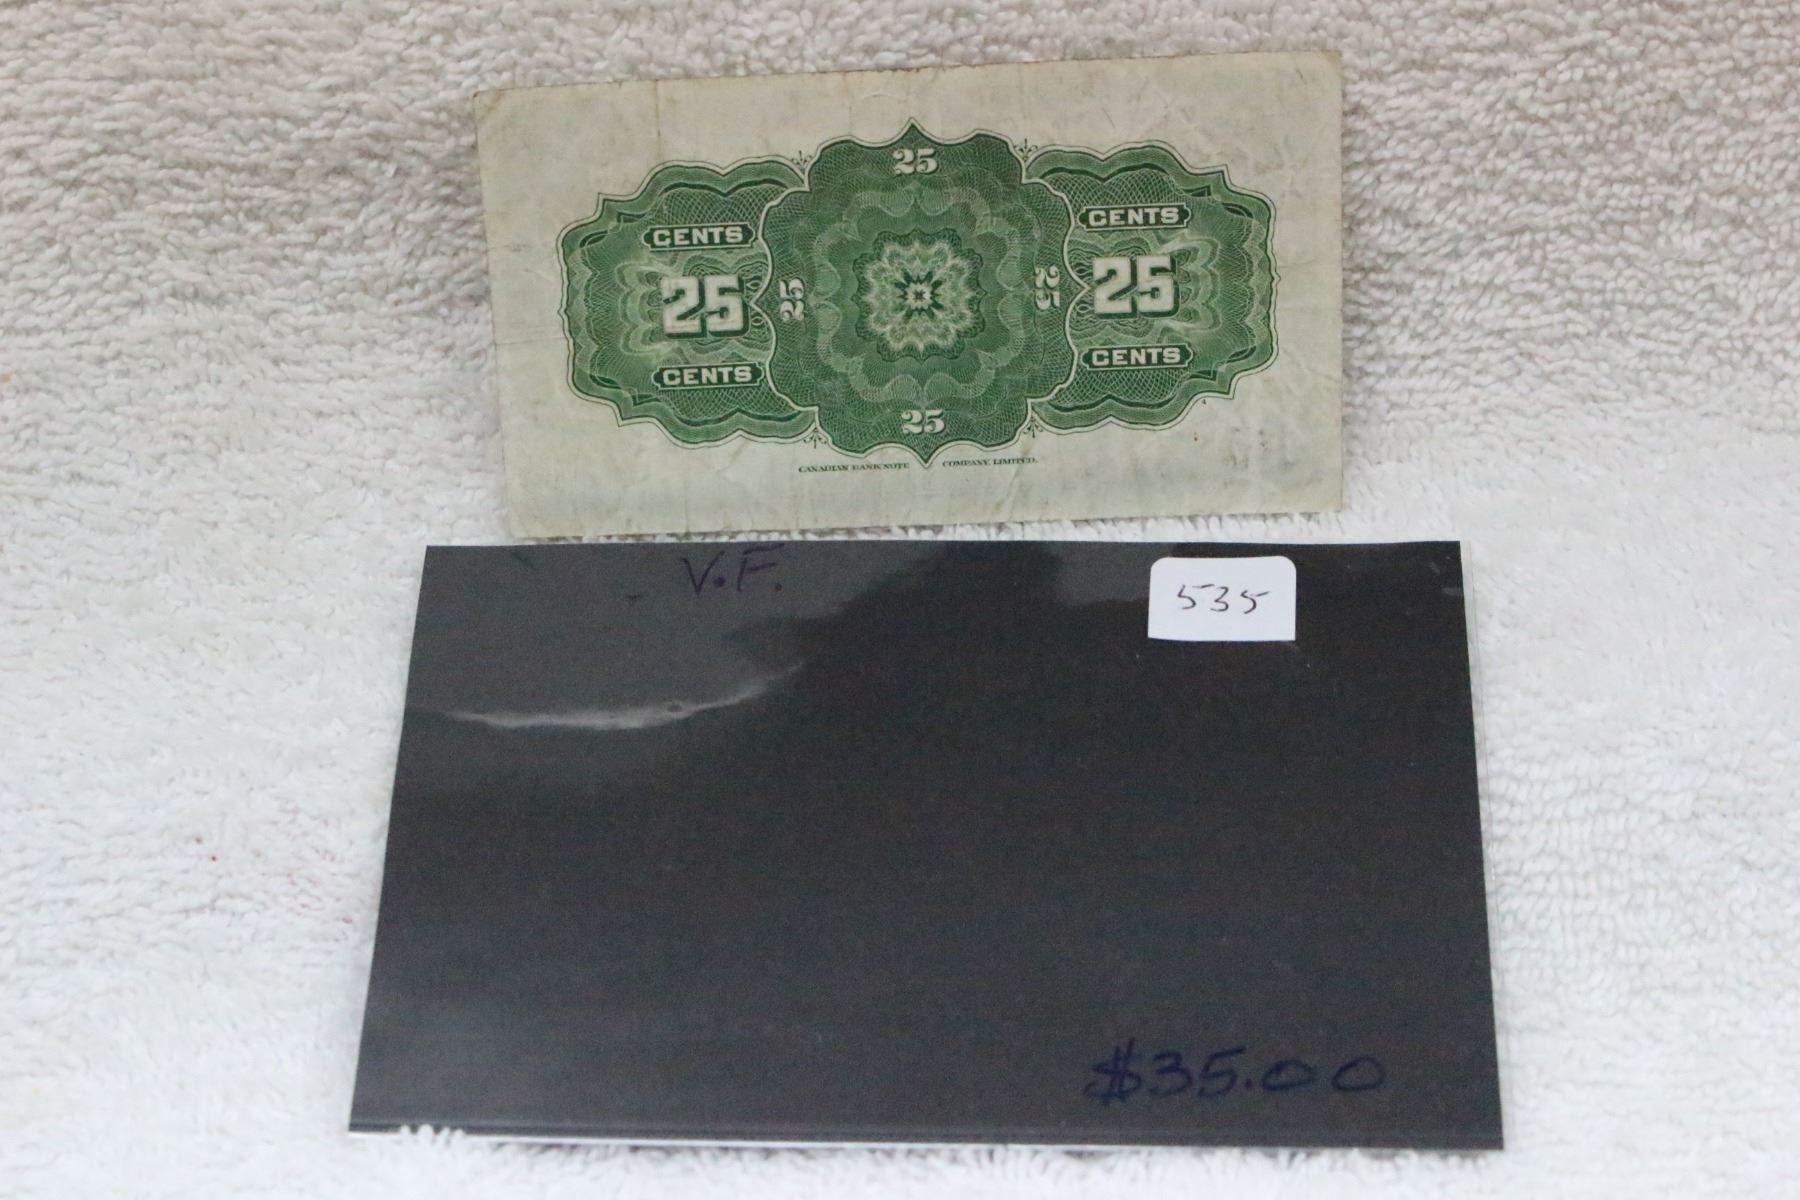 25
CENTS CENTS
25 25 25 25
CENTS CENTS
25
CANADIAN BANK NOTE COMPANY, LIMITED.
V.F.
535
$35.00